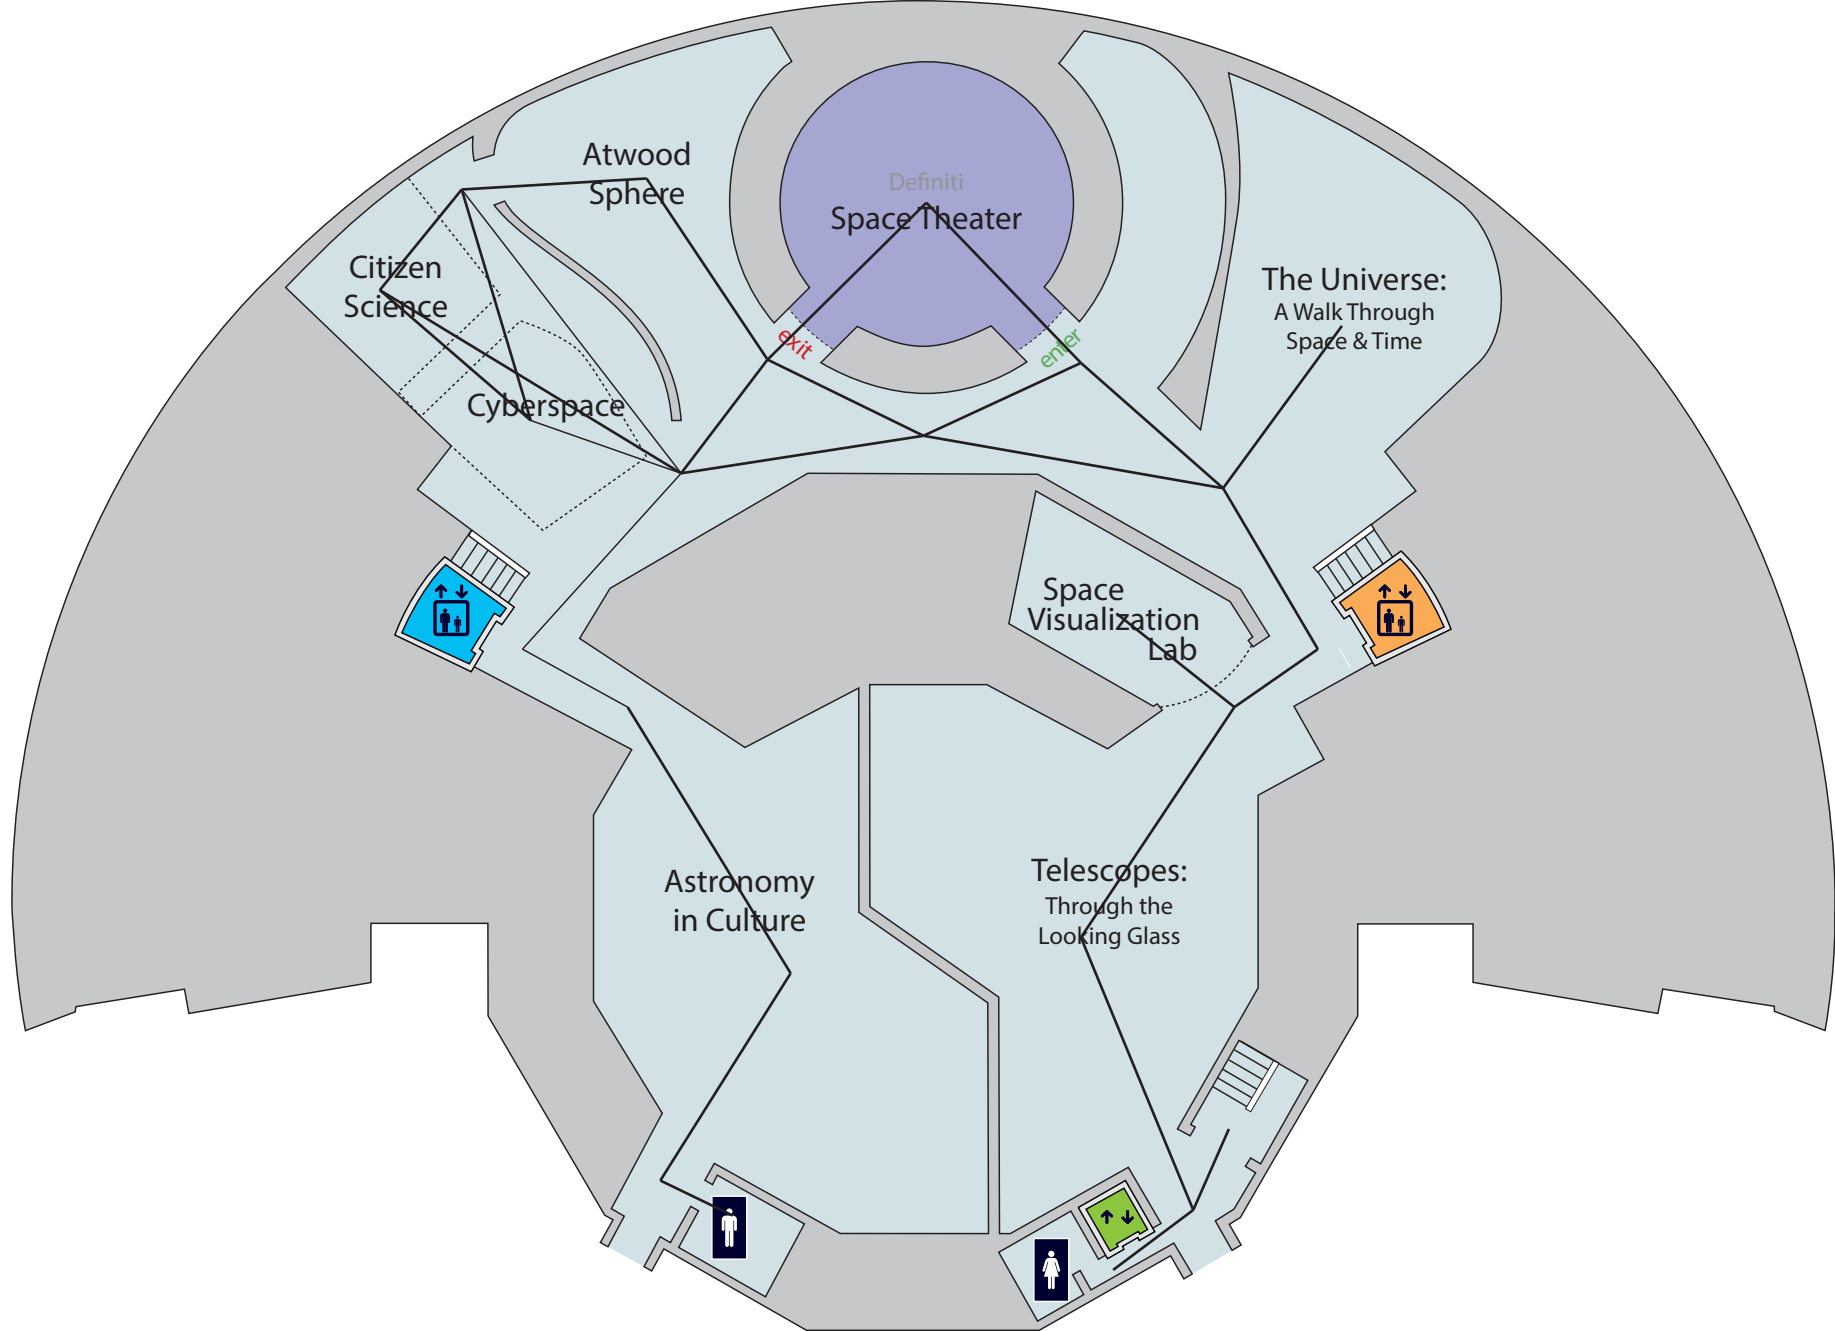 Atwood
Sphere
Definiti
Space Theater
Citizen
Science
The Universe:
A Walk Through
Space & Time
exit
enter
Cyberspace
Space
Visualization
Lab
Astronomy
in Culture
Telescopes:
Through the
Looking Glass